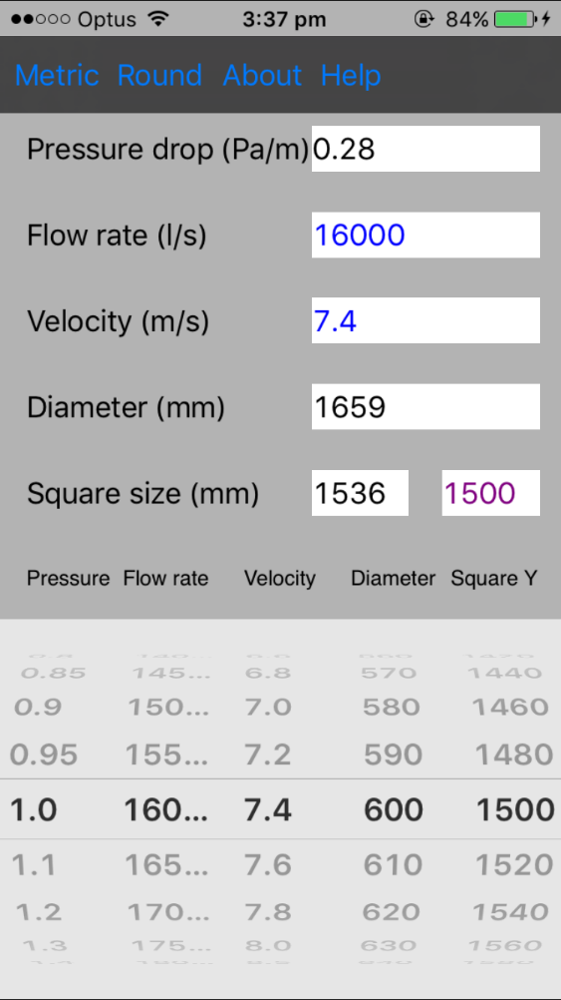 Optus 3:37 pm 84%
Metric Round About Help
Pressure drop (Pa/m) 0.28
Flow rate (l/s) 16000
Velocity (m/s) 7.4
Diameter (mm) 1659
Square size (mm) 1536 1500
Pressure Flow rate Velocity Diameter Square Y
0.85 145... 6.8 570 1440
0.9 150... 7.0 580 1460
0.95 155... 7.2 590 1480
1.0 160... 7.4 600 1500
1.1 165... 7.6 610 1520
1.2 170... 7.8 620 1540
1.3 175... 8.0 630 1560